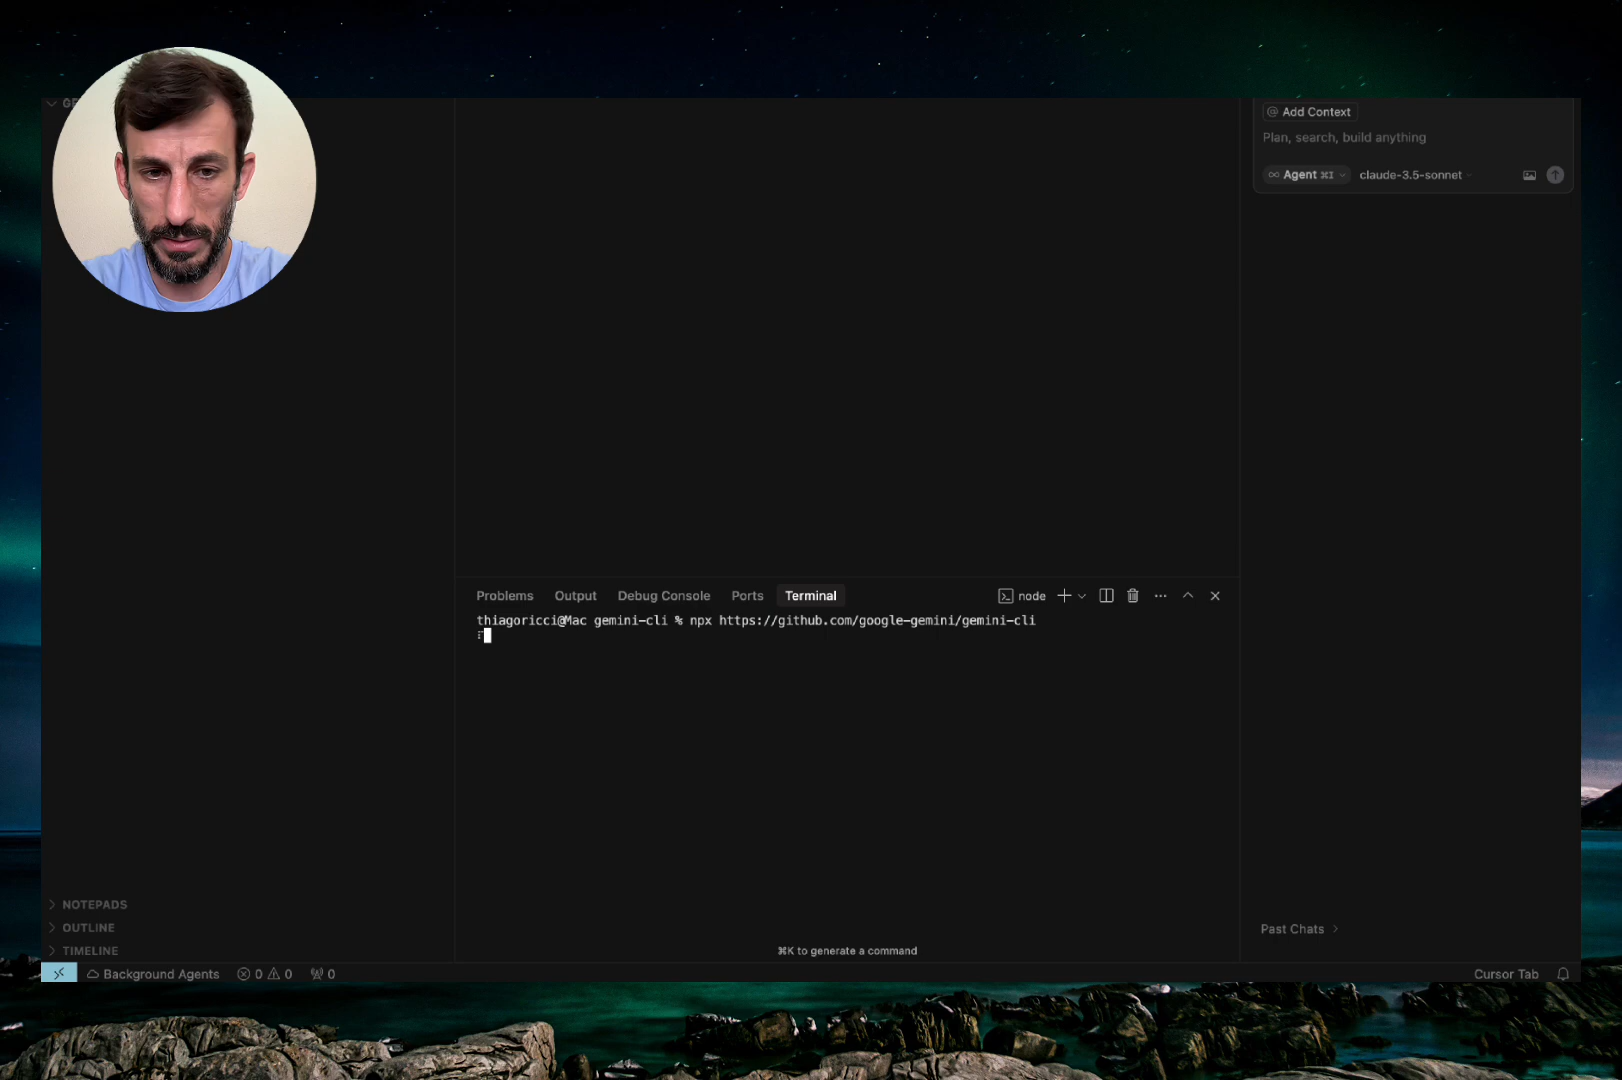 Add Context
Plan, search, build anything
Agent ⌘I
claude-3.5-sonnet
Problems Output Debug Console Ports Terminal
node
thiagoricci@Mac gemini-cli % npx https://github.com/google-gemini/gemini-cli
NOTEPADS
OUTLINE
TIMELINE
Past Chats
⌘K to generate a command
Background Agents 0 0 0
Cursor Tab